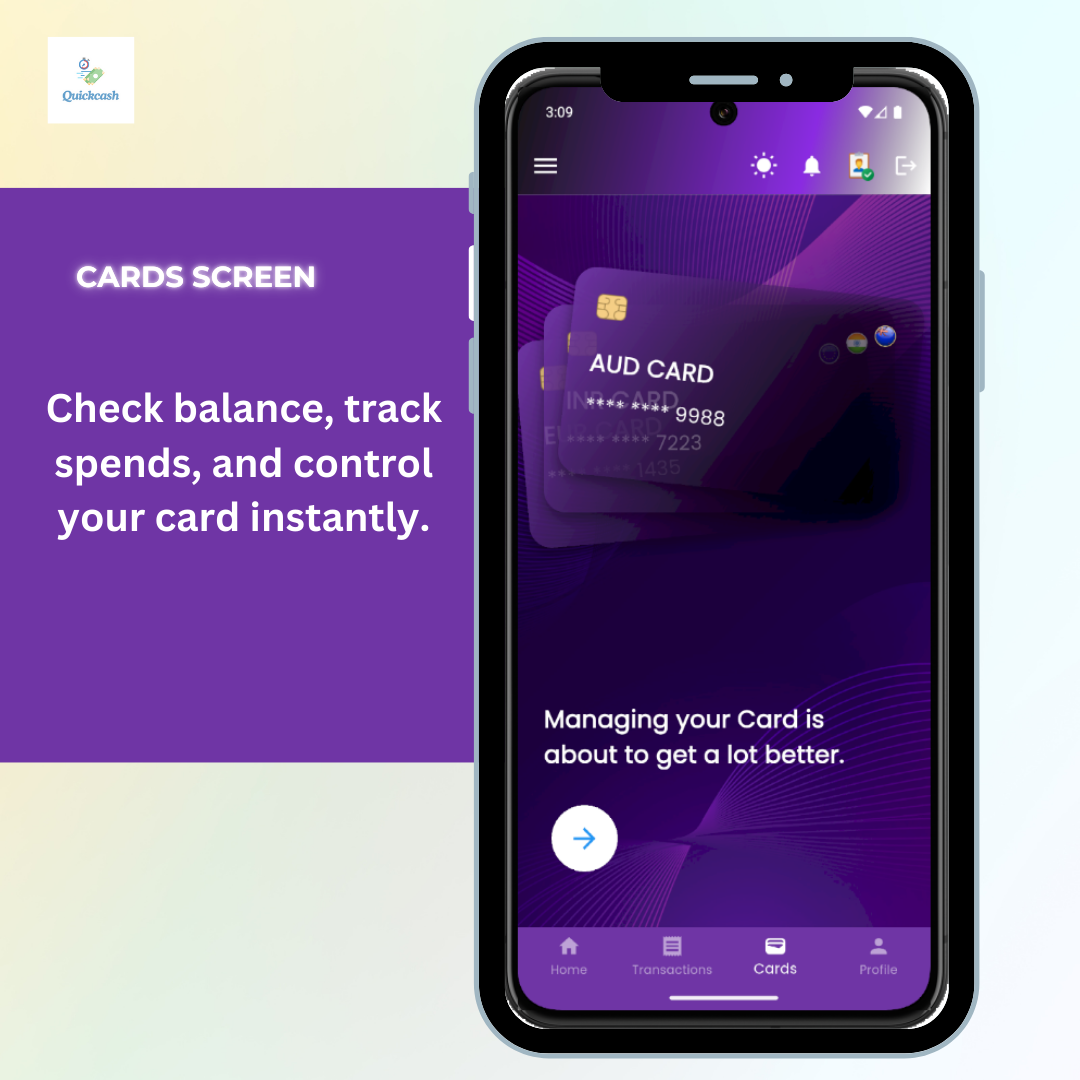 Quickcash
CARDS SCREEN
Check balance, track
spends, and control
your card instantly.
3:09
AUD CARD
**** **** 9988
INR CARD
**** **** 7223
EUR CARD
**** **** 1435
Managing your Card is
about to get a lot better.
Home
Transactions
Cards
Profile